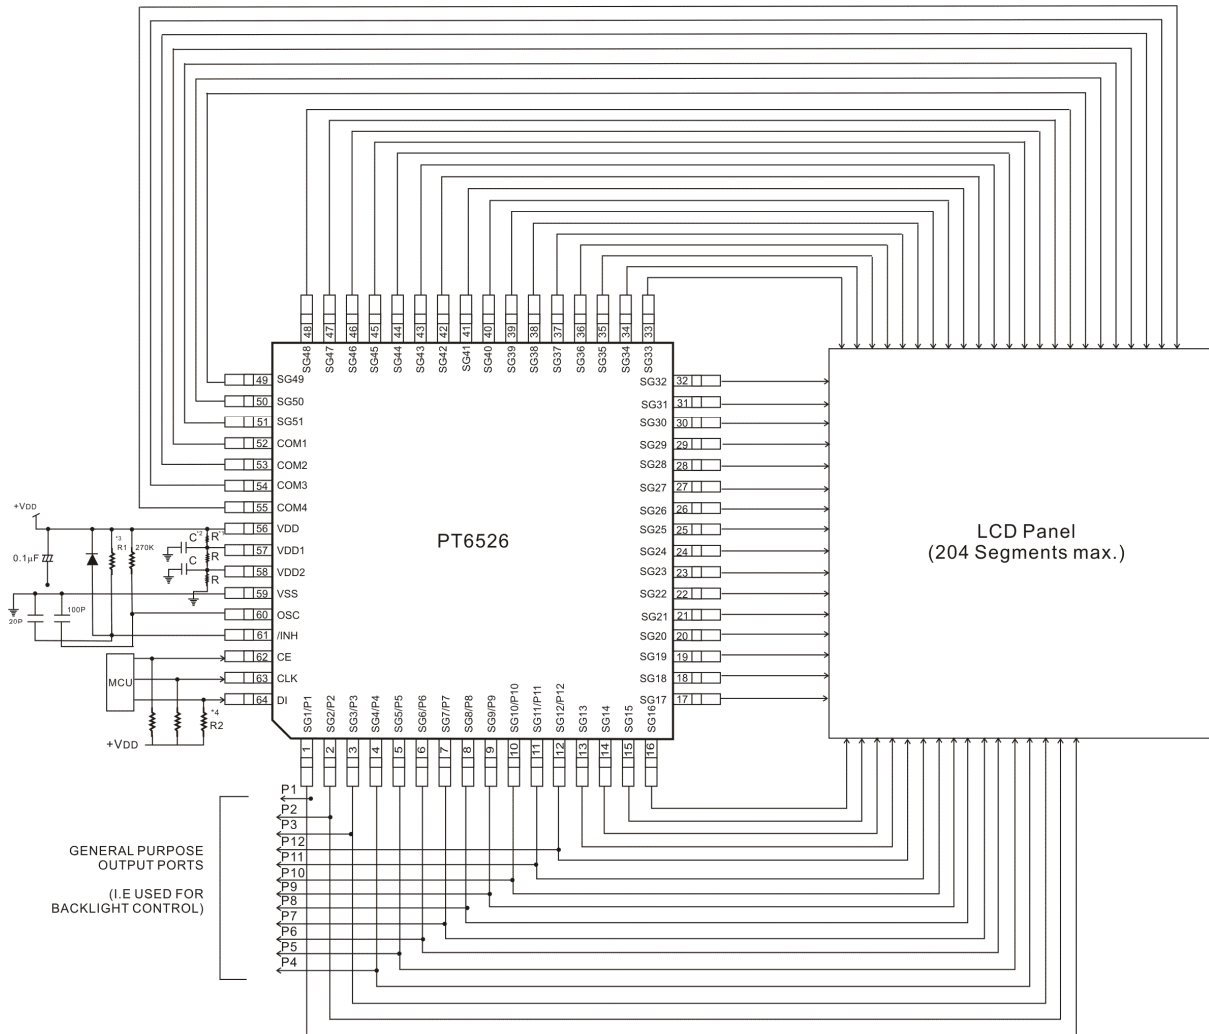 48
47
46
45
44
43
42
41
40
39
38
37
36
35
34
33
SG48
SG47
SG46
SG45
SG44
SG43
SG42
SG41
SG40
SG39
SG38
SG37
SG36
SG35
SG34
SG33
49 SG49
50 SG50
51 SG51
52 COM1
53 COM2
54 COM3
55 COM4
56 VDD
57 VDD1
58 VDD2
59 VSS
60 OSC
61 /INH
62 CE
63 CLK
64 DI
SG32 32
SG31 31
SG30 30
SG29 29
SG28 28
SG27 27
SG26 26
SG25 25
SG24 24
SG23 23
SG22 22
SG21 21
SG20 20
SG19 19
SG18 18
SG17 17
PT6526
LCD Panel
(204 Segments max.)
+VDD
0.1µF
*3
R1
270K
C*2
R*1
R
C
R
20P
100P
MCU
*4
R2
+VDD
SG1/P1
SG2/P2
SG3/P3
SG4/P4
SG5/P5
SG6/P6
SG7/P7
SG8/P8
SG9/P9
SG10/P10
SG11/P11
SG12/P12
SG13
SG14
SG15
SG16
1
2
3
4
5
6
7
8
9
10
11
12
13
14
15
16
P1
P2
P3
P12
P11
P10
P9
P8
P7
P6
P5
P4
GENERAL PURPOSE
OUTPUT PORTS
(I.E USED FOR
BACKLIGHT CONTROL)